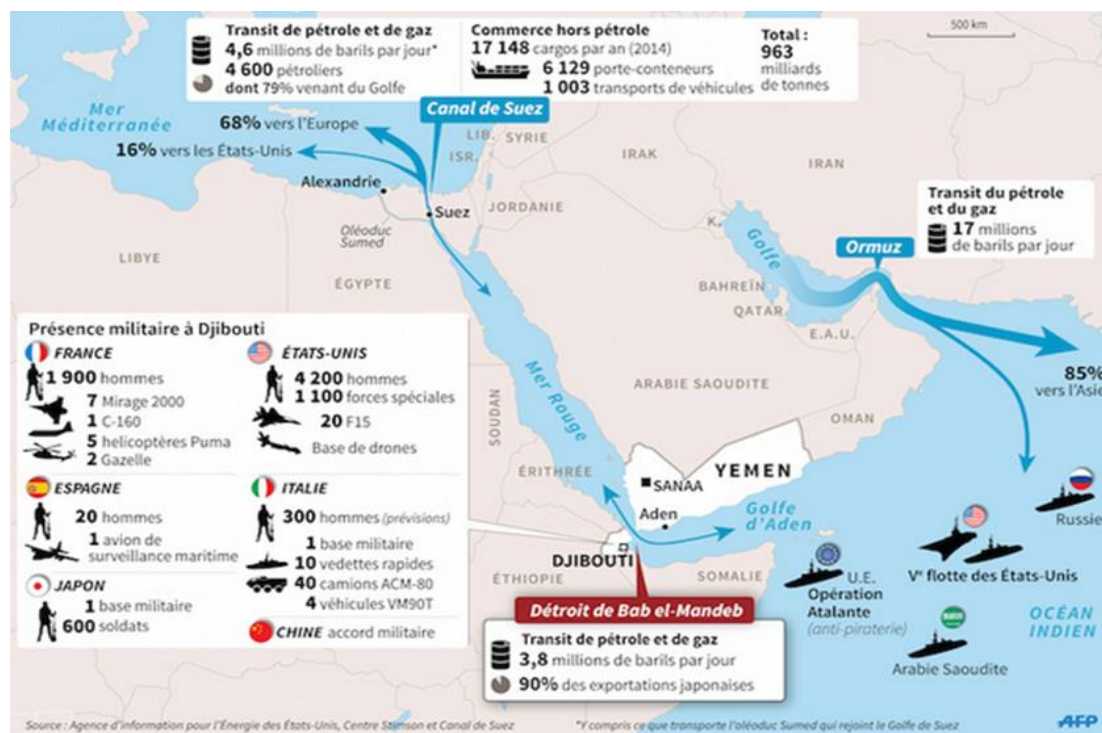 Transit de pétrole et de gaz
4,6 millions de barils par jour*
4 600 pétroliers
dont 79% venant du Golfe
Commerce hors pétrole
17 148 cargos par an (2014)
6 129 porte-conteneurs
1 003 transports de véhicules
Total :
963
milliards
de tonnes
500 km
Mer
Méditerranée
68% vers l'Europe
16% vers les États-Unis
Canal de Suez
LIB.
SYRIE
ISR.
IRAK
IRAN
Alexandrie
Suez
JORDANIE
Oléoduc
Sumed
K.
Golfe
Ormuz
Transit du pétrole
et du gaz
17 millions
de barils par jour
LIBYE
ÉGYPTE
BAHREÏN
QATAR
E.A.U.
85%
vers l'Asie
ARABIE SAOUDITE
OMAN
Mer Rouge
SOUDAN
Présence militaire à Djibouti
FRANCE
1 900 hommes
7 Mirage 2000
1 C-160
5 helicoptères Puma
2 Gazelle
ÉTATS-UNIS
4 200 hommes
1 100 forces spéciales
20 F15
Base de drones
ESPAGNE
20 hommes
1 avion de
surveillance maritime
ITALIE
300 hommes (prévisions)
1 base militaire
10 vedettes rapides
40 camions ACM-80
4 véhicules VM90T
JAPON
1 base militaire
600 soldats
CHINE accord militaire
ÉRITHRÉE
YEMEN
SANAA
Aden
Golfe
d'Aden
DJIBOUTI
ÉTHIOPIE
SOMALIE
Russie
Ve flotte des États-Unis
U.E.
Opération
Atalante
(anti-piraterie)
Arabie Saoudite
OCÉAN
INDIEN
Détroit de Bab el-Mandeb
Transit de pétrole et de gaz
3,8 millions de barils par jour
90% des exportations japonaises
Source : Agence d'information pour l'Énergie des États-Unis, Centre Stimson et Canal de Suez
*Y compris ce que transporte l'oléoduc Sumed qui rejoint le Golfe de Suez
AFP